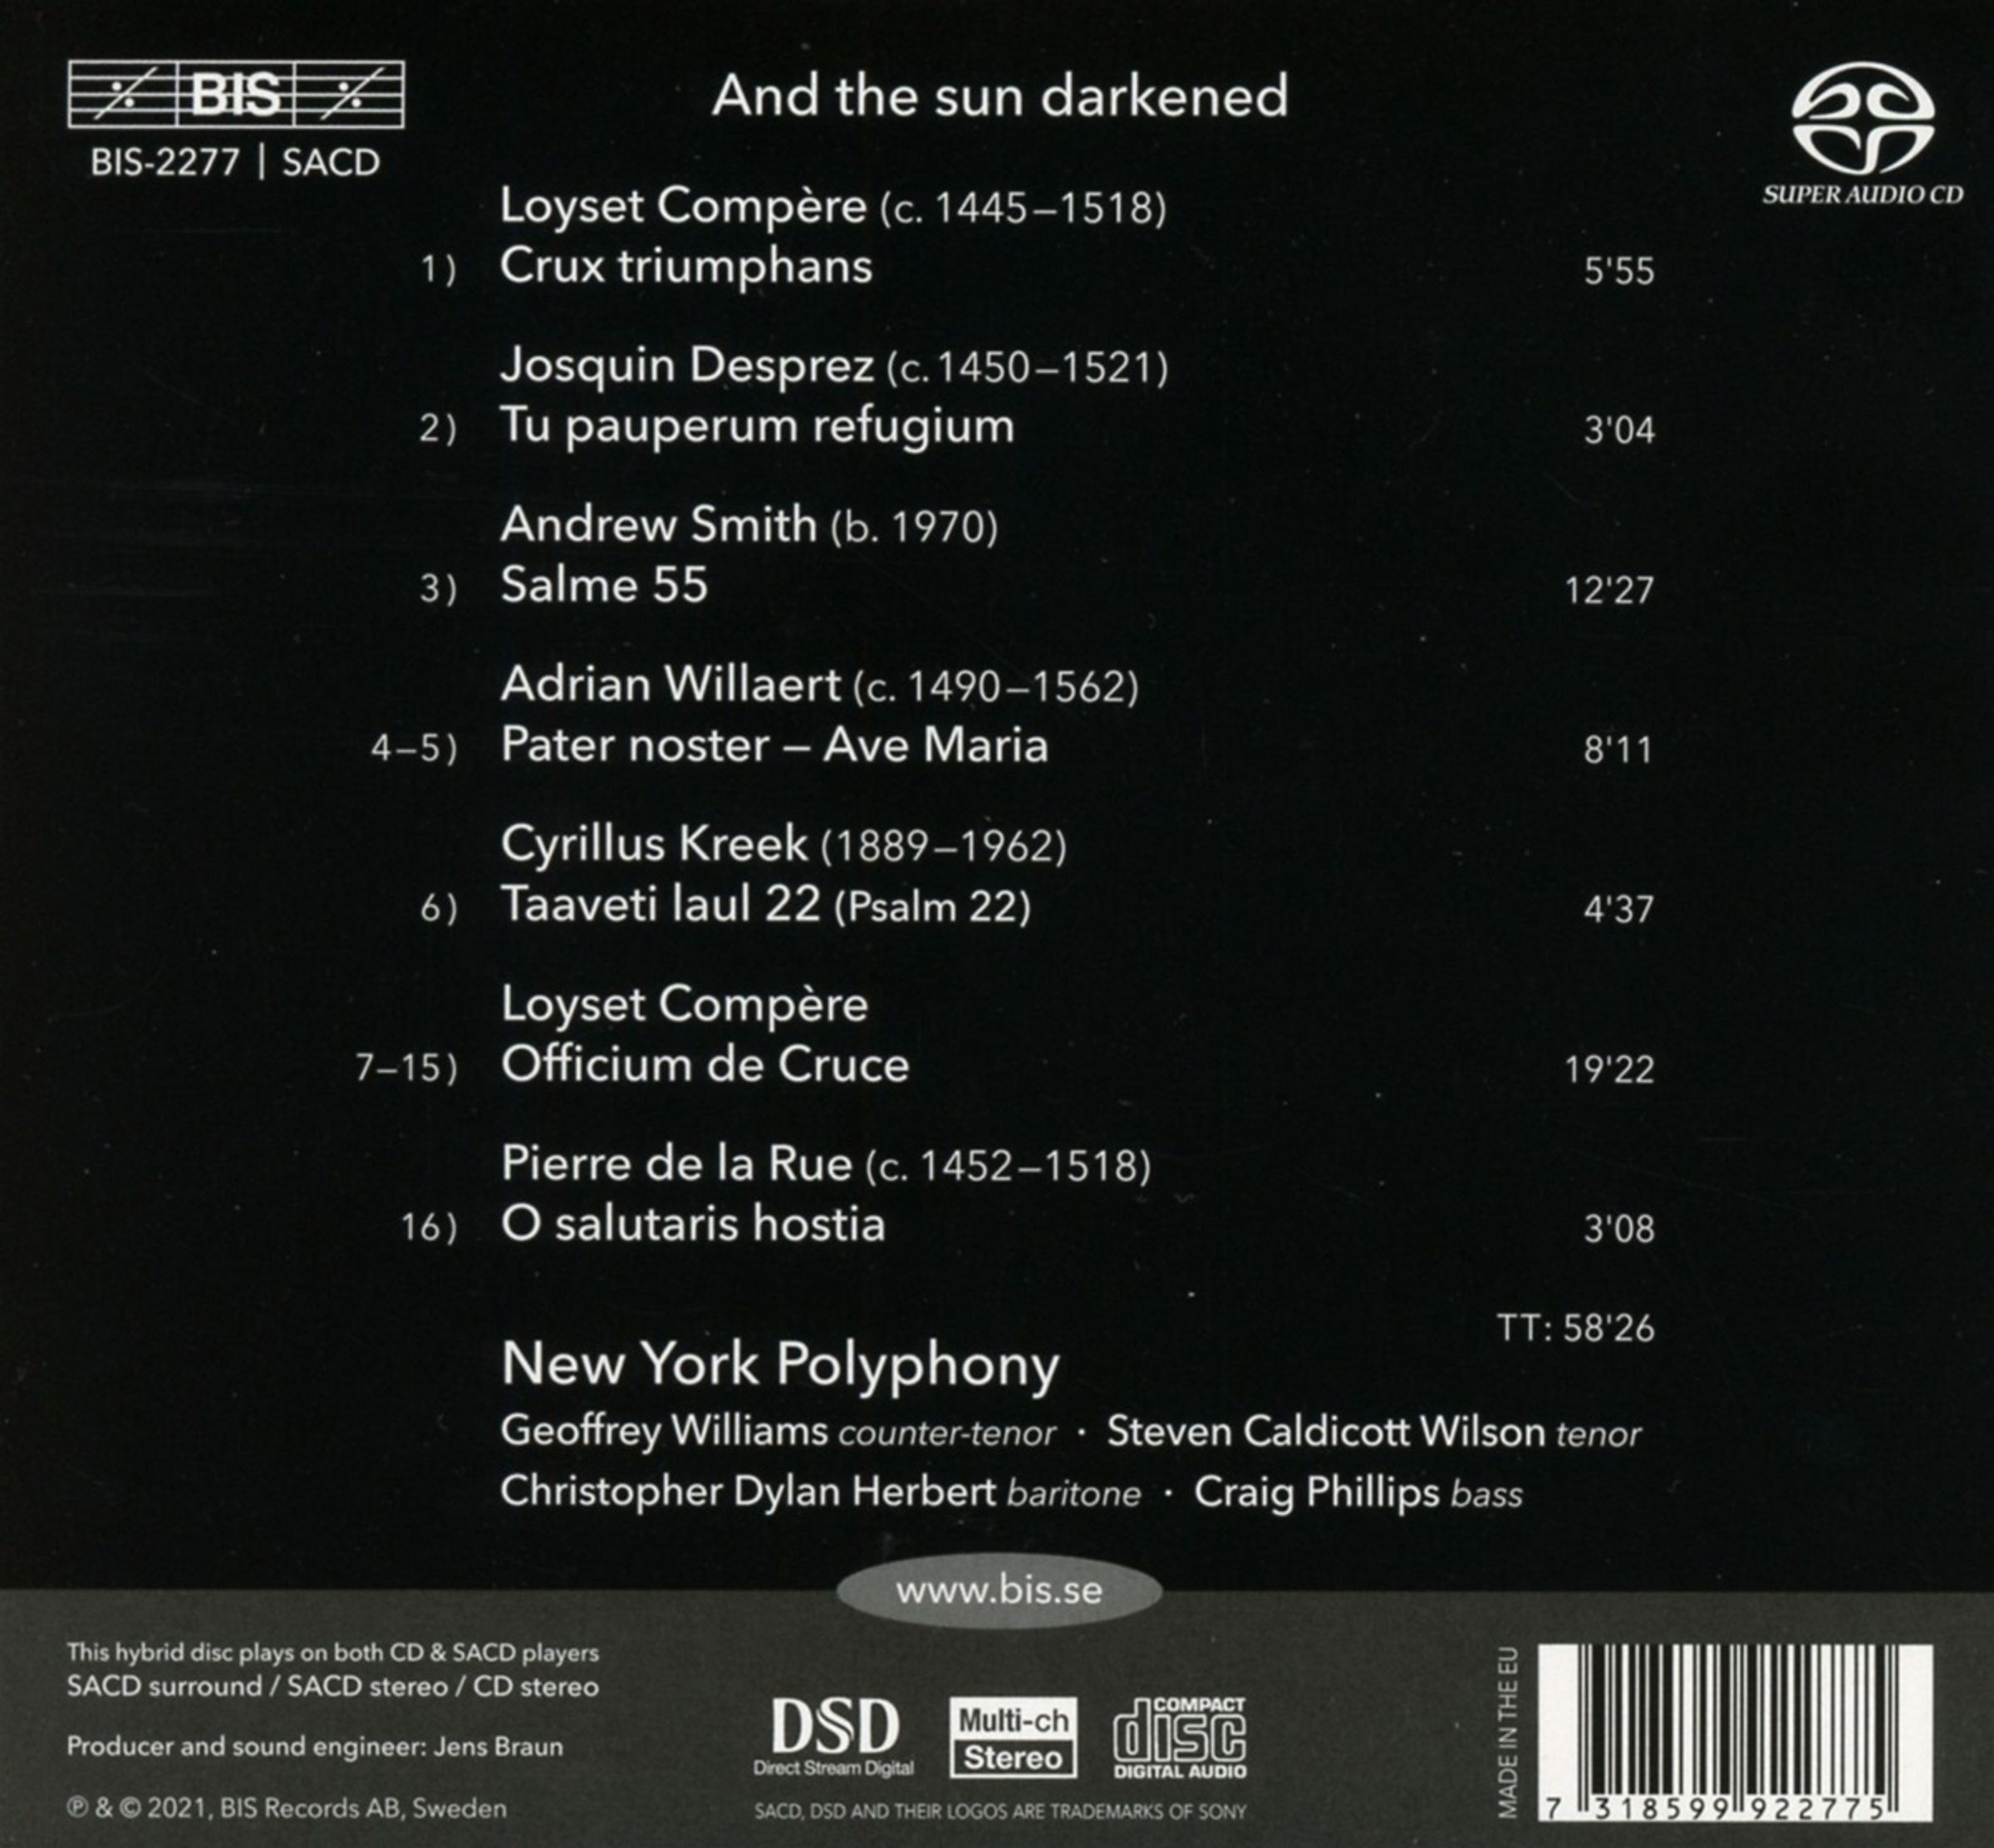 BIS
BIS-2277 | SACD
And the sun darkened
SUPER AUDIO CD
Loyset Compère (c. 1445–1518)
1) Crux triumphans 5'55
Josquin Desprez (c. 1450–1521)
2) Tu pauperum refugium 3'04
Andrew Smith (b. 1970)
3) Salme 55 12'27
Adrian Willaert (c. 1490–1562)
4–5) Pater noster – Ave Maria 8'11
Cyrillus Kreek (1889–1962)
6) Taaveti laul 22 (Psalm 22) 4'37
Loyset Compère
7–15) Officium de Cruce 19'22
Pierre de la Rue (c. 1452–1518)
16) O salutaris hostia 3'08
TT: 58'26
New York Polyphony
Geoffrey Williams counter-tenor · Steven Caldicott Wilson tenor
Christopher Dylan Herbert baritone · Craig Phillips bass
www.bis.se
This hybrid disc plays on both CD & SACD players
SACD surround / SACD stereo / CD stereo
Producer and sound engineer: Jens Braun
℗ & © 2021, BIS Records AB, Sweden
DSD
Direct Stream Digital
Multi-ch
Stereo
COMPACT
disc
DIGITAL AUDIO
SACD, DSD AND THEIR LOGOS ARE TRADEMARKS OF SONY
MADE IN THE EU
7 318599 922775